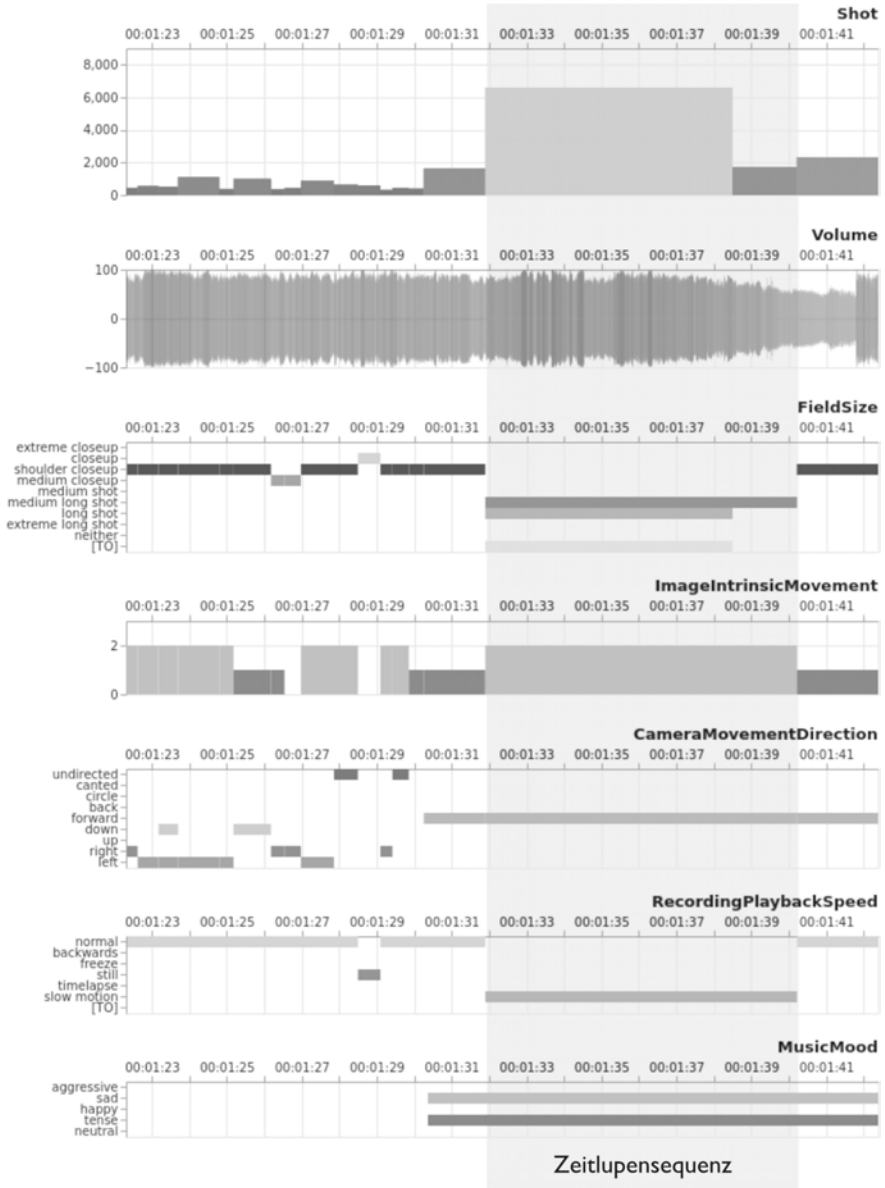 Shot
00:01:23 00:01:25 00:01:27 00:01:29 00:01:31 00:01:33 00:01:35 00:01:37 00:01:39 00:01:41
8,000
6,000
4,000
2,000
0
Volume
00:01:23 00:01:25 00:01:27 00:01:29 00:01:31 00:01:33 00:01:35 00:01:37 00:01:39 00:01:41
100
0
−100
FieldSize
00:01:23 00:01:25 00:01:27 00:01:29 00:01:31 00:01:33 00:01:35 00:01:37 00:01:39 00:01:41
extreme closeup
closeup
shoulder closeup
medium closeup
medium shot
medium long shot
long shot
extreme long shot
neither
[TO]
ImageIntrinsicMovement
00:01:23 00:01:25 00:01:27 00:01:29 00:01:31 00:01:33 00:01:35 00:01:37 00:01:39 00:01:41
2
0
CameraMovementDirection
00:01:23 00:01:25 00:01:27 00:01:29 00:01:31 00:01:33 00:01:35 00:01:37 00:01:39 00:01:41
undirected
canted
circle
back
forward
down
up
right
left
RecordingPlaybackSpeed
00:01:23 00:01:25 00:01:27 00:01:29 00:01:31 00:01:33 00:01:35 00:01:37 00:01:39 00:01:41
normal
backwards
freeze
still
timelapse
slow motion
[TO]
MusicMood
00:01:23 00:01:25 00:01:27 00:01:29 00:01:31 00:01:33 00:01:35 00:01:37 00:01:39 00:01:41
aggressive
sad
happy
tense
neutral
Zeitlupensequenz